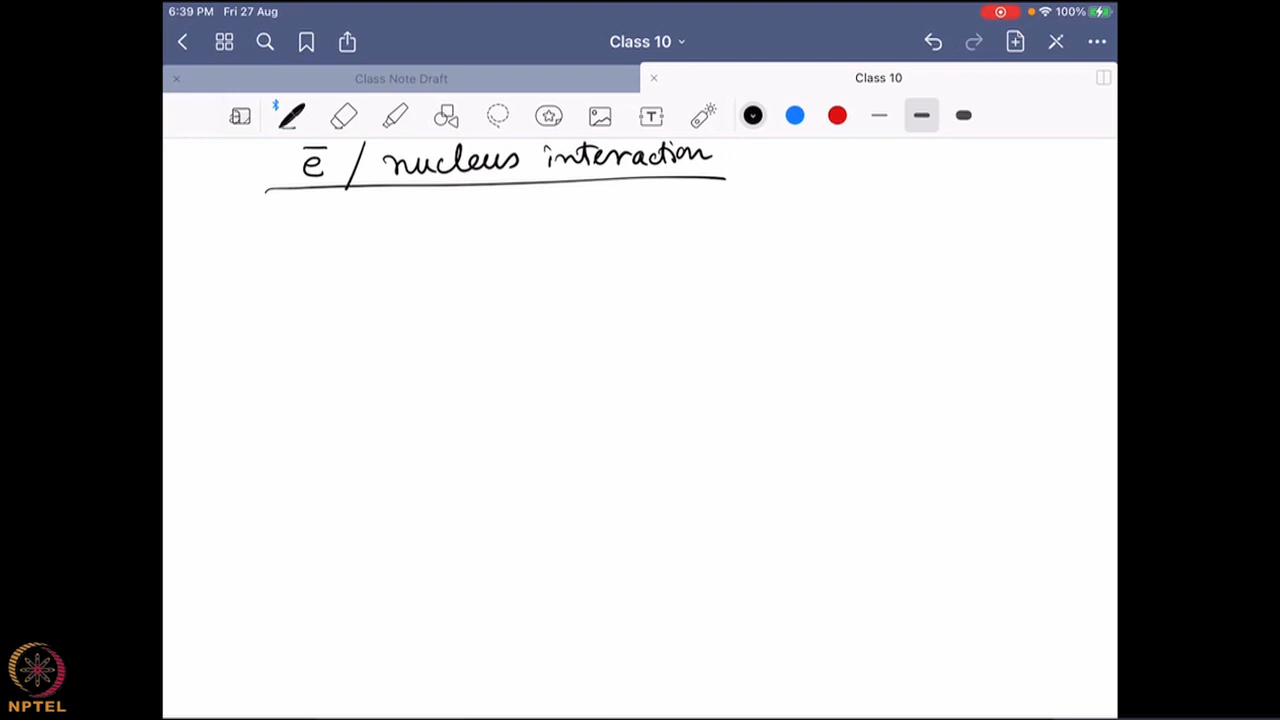 6:39 PM Fri 27 Aug
100%
Class 10
Class Note Draft
Class 10
T
e̅ / nucleus interaction
NPTEL